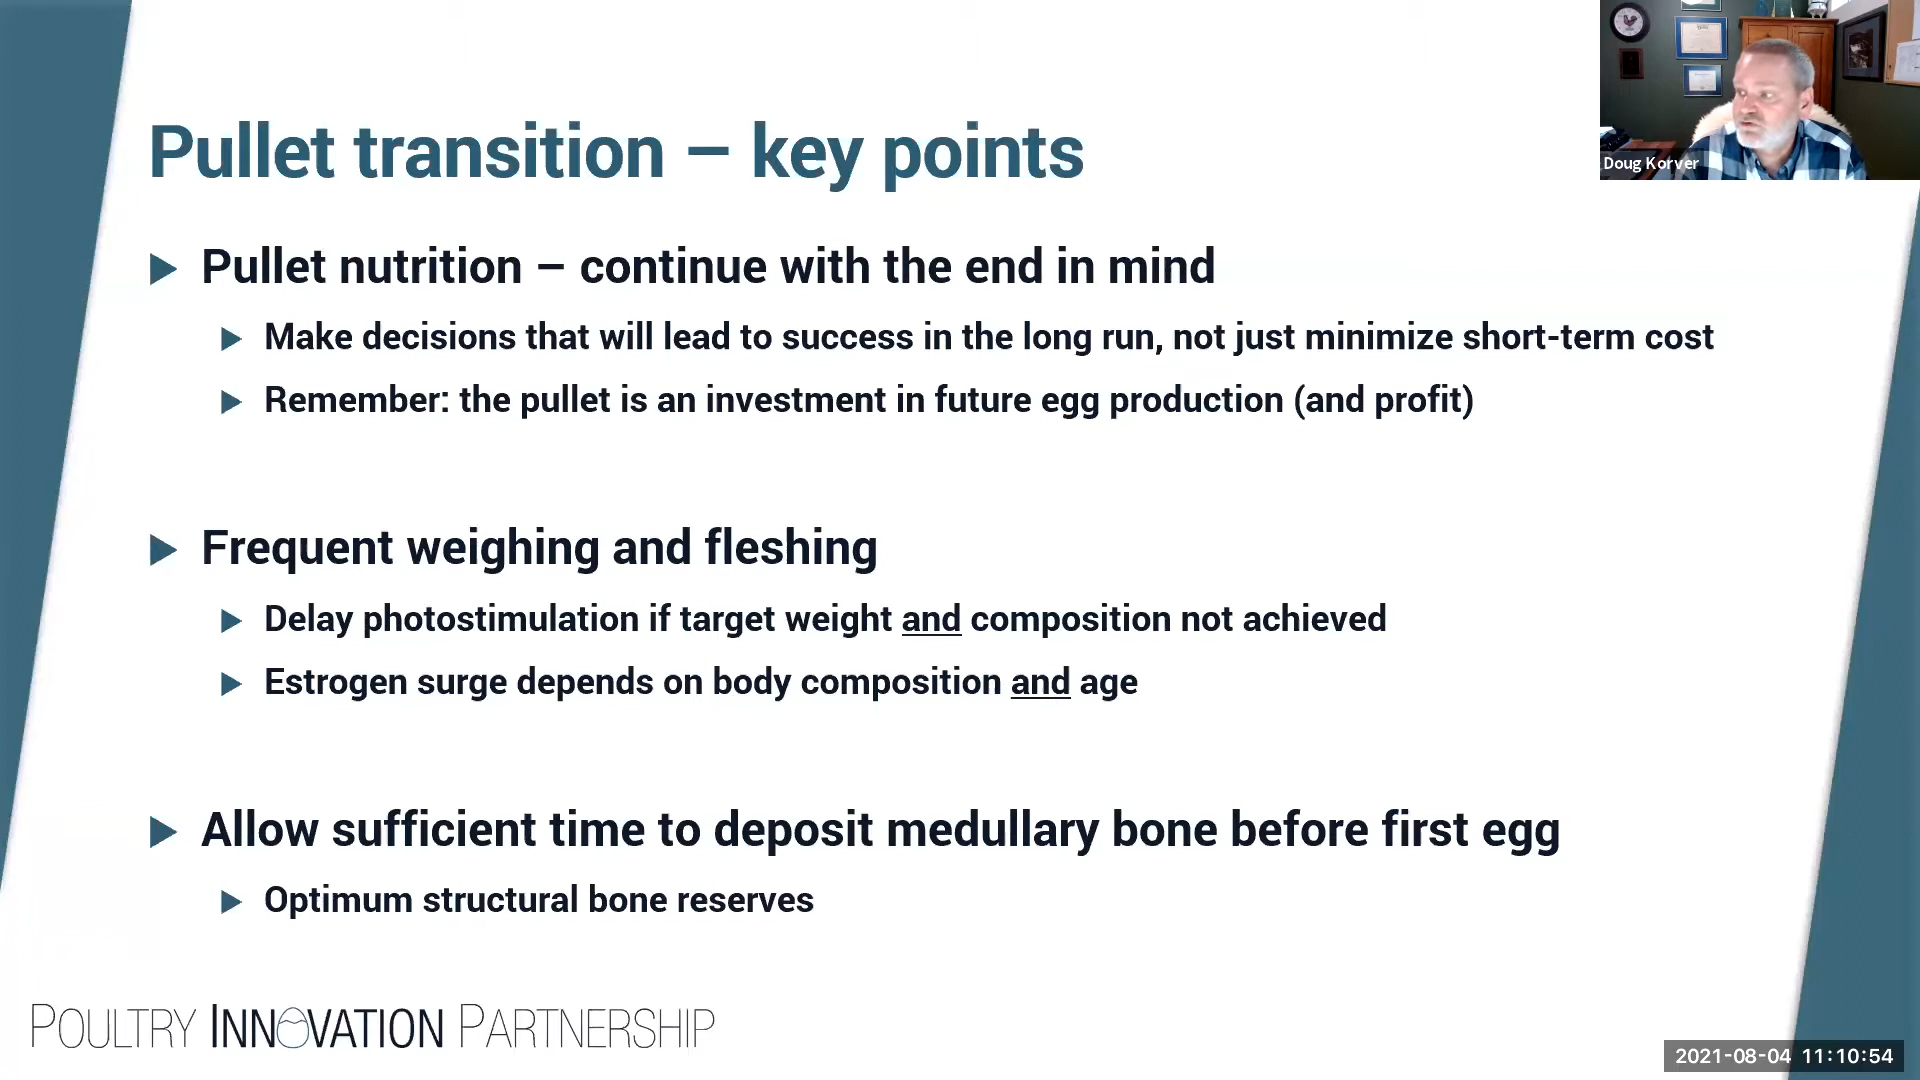 Pullet transition – key points
Doug Korver
Pullet nutrition – continue with the end in mind
Make decisions that will lead to success in the long run, not just minimize short-term cost
Remember: the pullet is an investment in future egg production (and profit)
Frequent weighing and fleshing
Delay photostimulation if target weight and composition not achieved
Estrogen surge depends on body composition and age
Allow sufficient time to deposit medullary bone before first egg
Optimum structural bone reserves
POULTRY INNOVATION PARTNERSHIP
2021-08-04 11:10:54